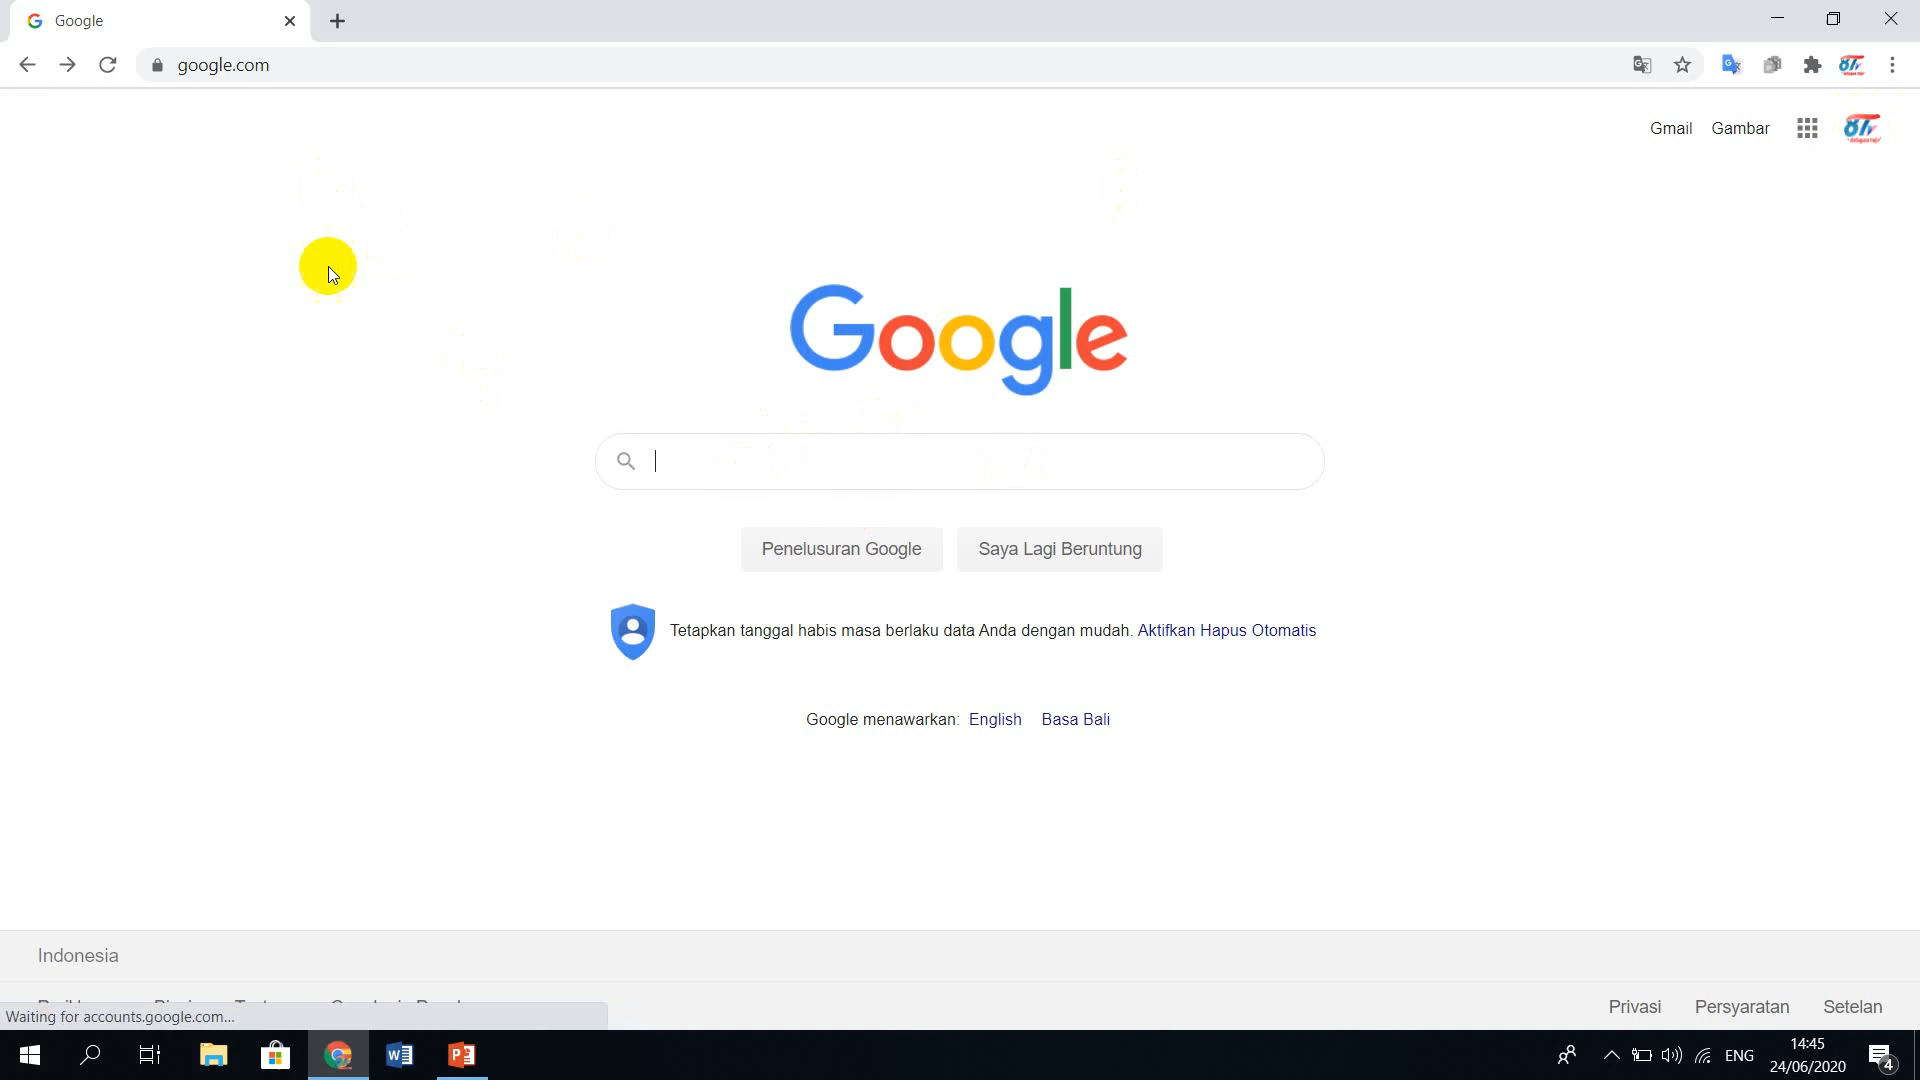 Google
google.com
Gmail Gambar
Google
Penelusuran Google Saya Lagi Beruntung
Tetapkan tanggal habis masa berlaku data Anda dengan mudah. Aktifkan Hapus Otomatis
Google menawarkan: English Basa Bali
Indonesia
Privasi Persyaratan Setelan
Waiting for accounts.google.com...
ENG
14:45
24/06/2020
4